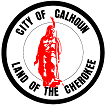 CITY OF CALHOUN
LAND OF THE CHEROKEE